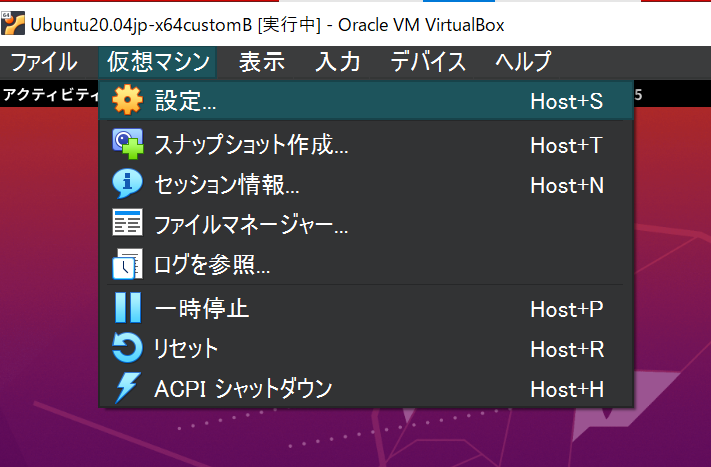 64
Ubuntu20.04jp-x64customB [実行中] - Oracle VM VirtualBox
ファイル 仮想マシン 表示 入力 デバイス ヘルプ
アクティビティ 5
設定... Host+S
スナップショット作成... Host+T
セッション情報... Host+N
ファイルマネージャー...
ログを参照...
一時停止 Host+P
リセット Host+R
ACPI シャットダウン Host+H